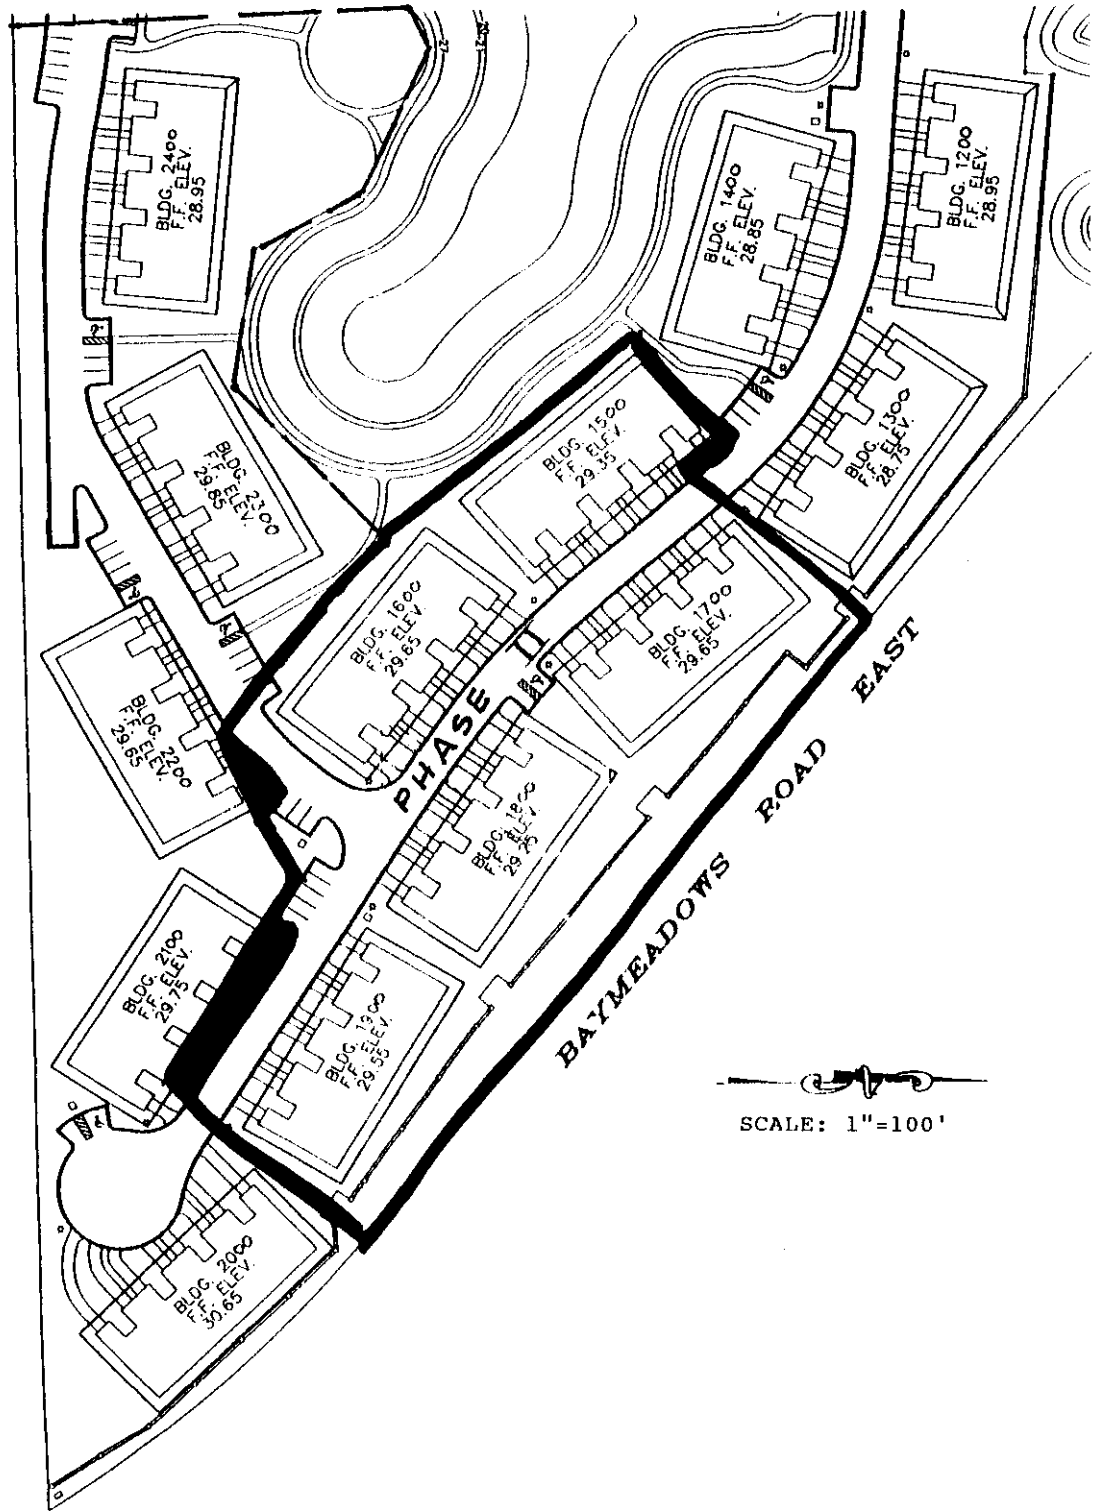 -27-
BLDG. 2400
F.F. ELEV.
28.95
BLDG. 1400
F.F. ELEV.
28.85
BLDG. 1200
F.F. ELEV.
28.95
BLDG. 1500
F.F. ELEV.
29.35
BLDG. 1300
F.F. ELEV.
28.75
BLDG. 2300
F.F. ELEV.
29.85
BLDG. 1600
F.F. ELEV.
29.65
BLDG. 1700
F.F. ELEV.
29.65
BLDG. 2200
F.F. ELEV.
29.65
PHASE
BLDG. 1800
F.F. ELEV.
BLDG. 2100
F.F. ELEV.
29.75
BLDG. 1900
F.F. ELEV.
29.55
BLDG. 2000
F.F. ELEV.
30.65
BAYMEADOWS ROAD EAST
SCALE: 1"=100'